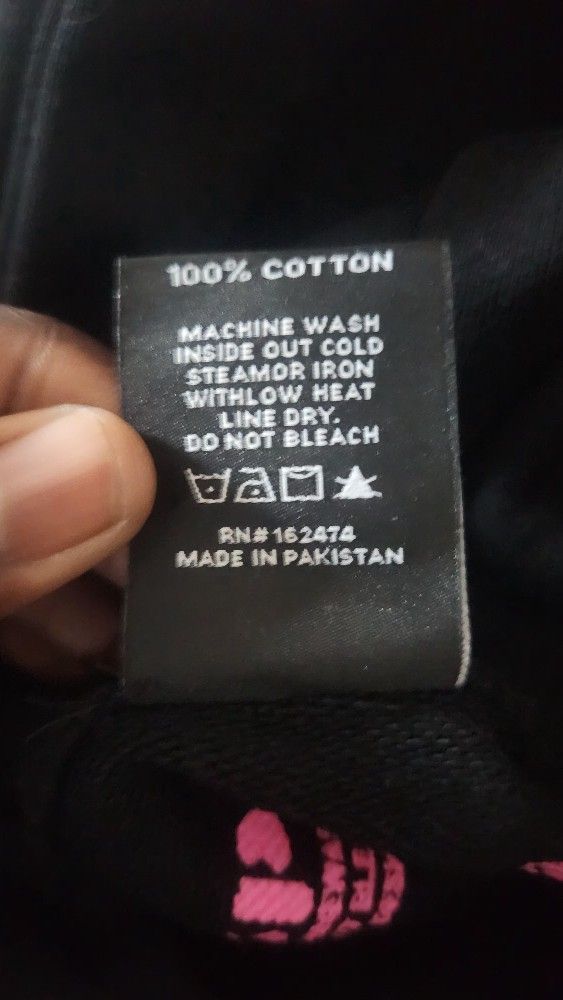 100% COTTON
MACHINE WASH
INSIDE OUT COLD
STEAMOR IRON
WITHLOW HEAT
LINE DRY.
DO NOT BLEACH
RN# 162474
MADE IN PAKISTAN